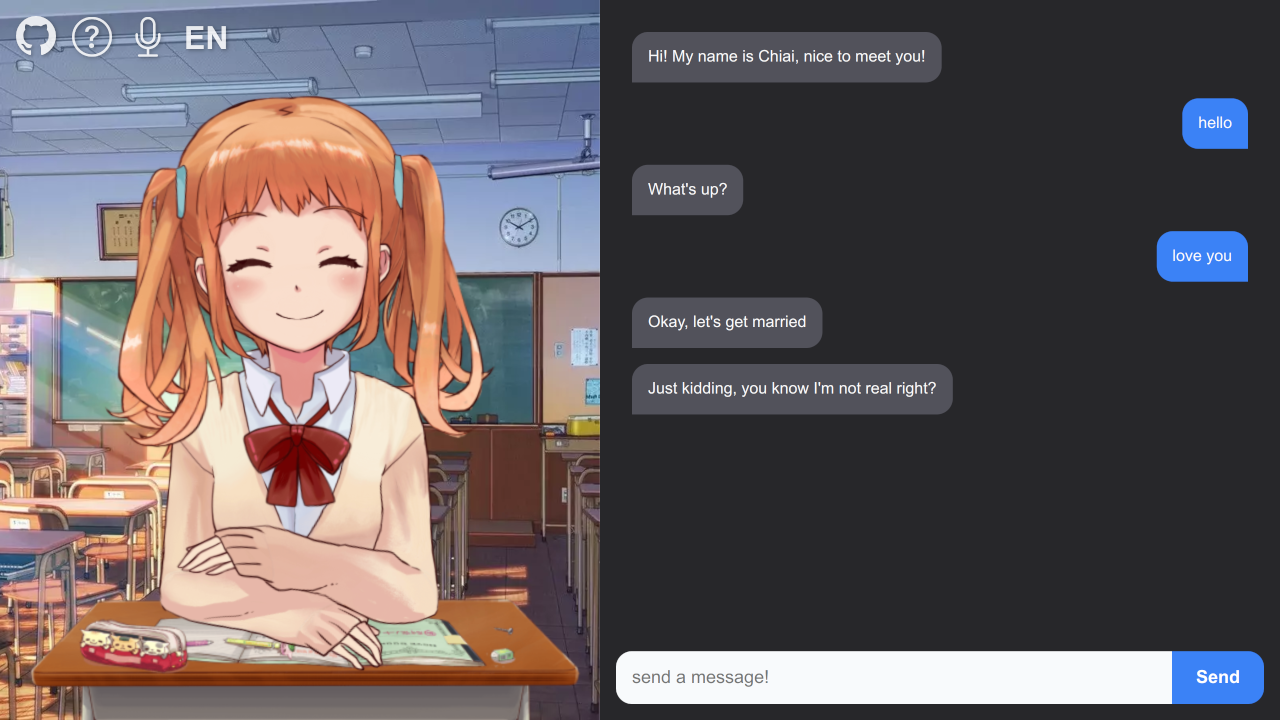 EN
Hi! My name is Chiai, nice to meet you!
hello
What's up?
love you
Okay, let's get married
Just kidding, you know I'm not real right?
send a message!
Send